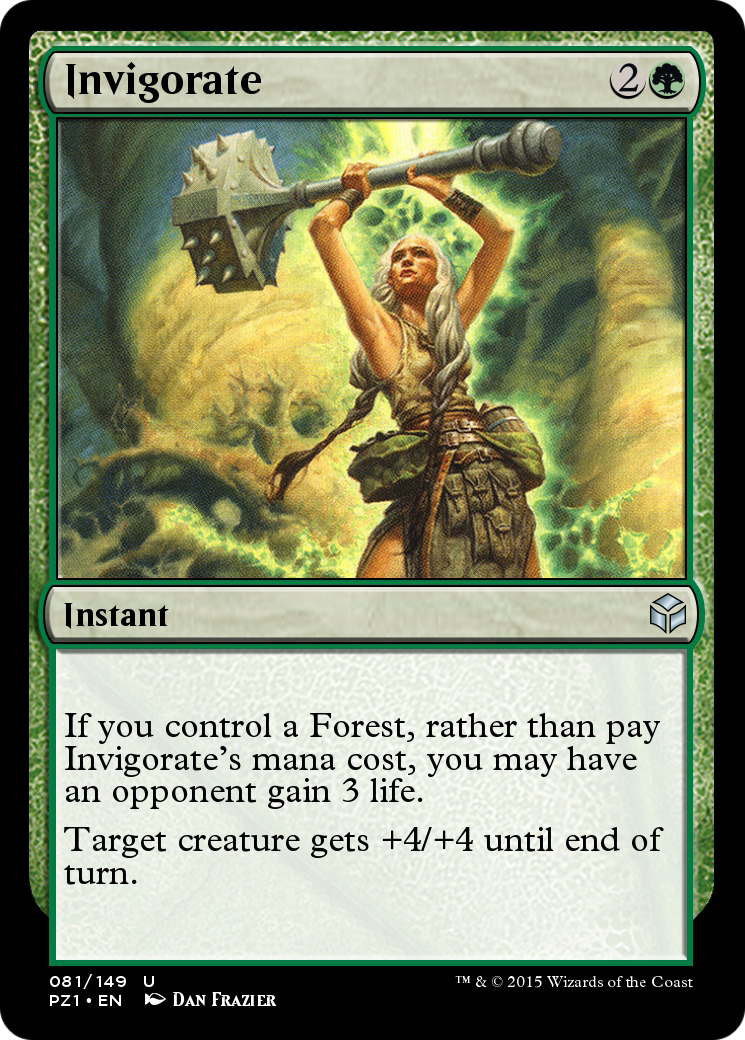 Invigorate 2
Instant
If you control a Forest, rather than pay
Invigorate's mana cost, you may have
an opponent gain 3 life.
Target creature gets +4/+4 until end of
turn.
081/149 U
PZ1 • EN DAN FRAZIER
™ & © 2015 Wizards of the Coast